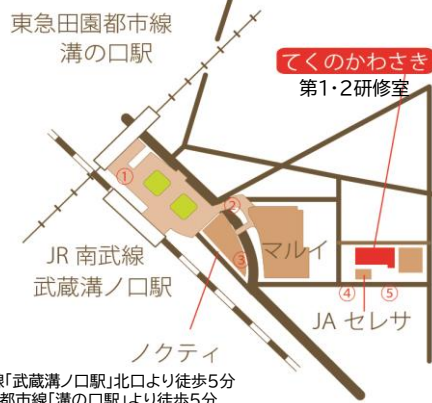 東急田園都市線
溝の口駅
てくのかわさき
第1・2研修室
①
②
マルイ
③
JR 南武線
武蔵溝ノ口駅
④
⑤
JA セレサ
ノクティ
線「武蔵溝ノ口駅」北口より徒歩5分
都市線「溝の口駅」より徒歩5分